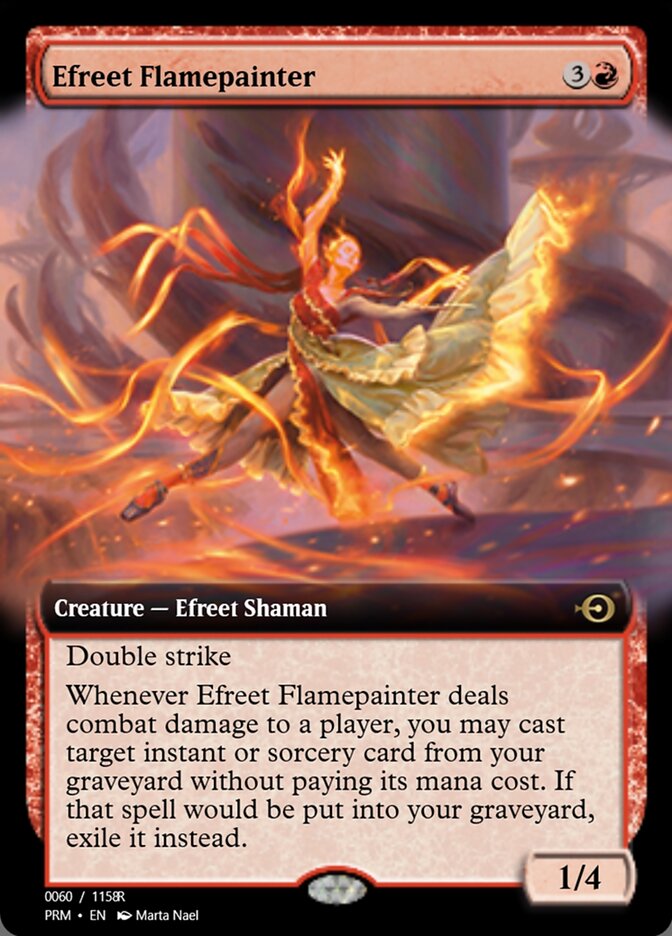 Efreet Flamepainter 3
Creature — Efreet Shaman
Double strike
Whenever Efreet Flamepainter deals
combat damage to a player, you may cast
target instant or sorcery card from your
graveyard without paying its mana cost. If
that spell would be put into your graveyard,
exile it instead.
1/4
0060 / 1158R
PRM • EN Marta Nael